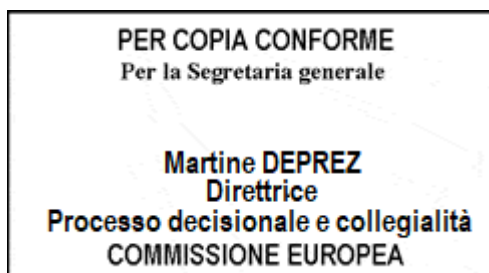 PER COPIA CONFORME
Per la Segretaria generale
Martine DEPREZ
Direttrice
Processo decisionale e collegialità
COMMISSIONE EUROPEA